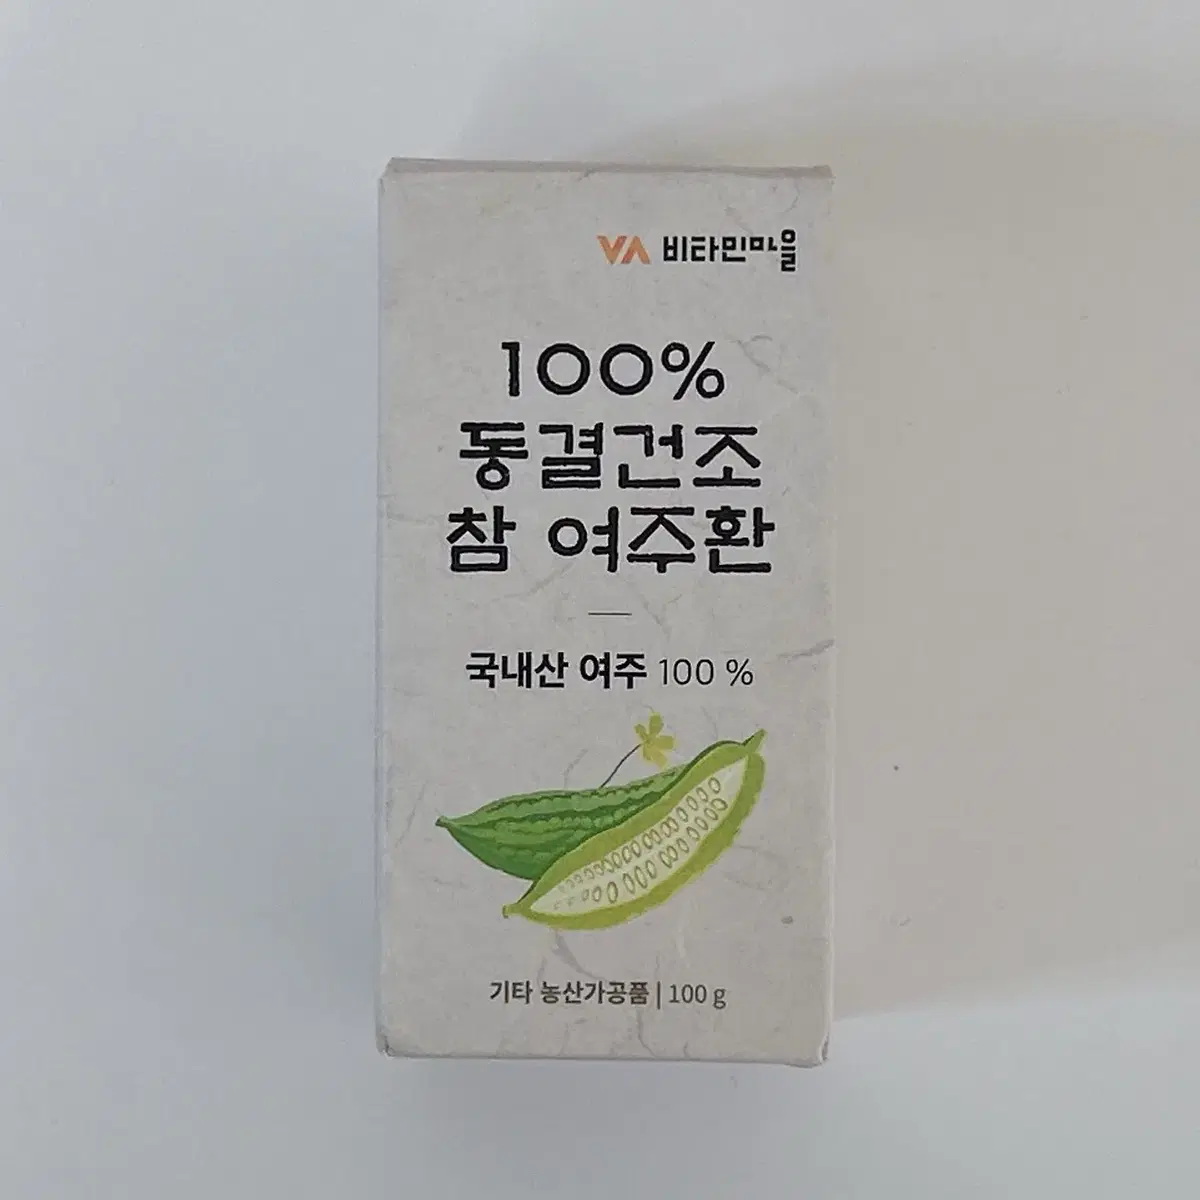 VA 비타민마을
100%
동결건조
참 여주환
국내산 여주 100 %
기타 농산가공품 | 100 g